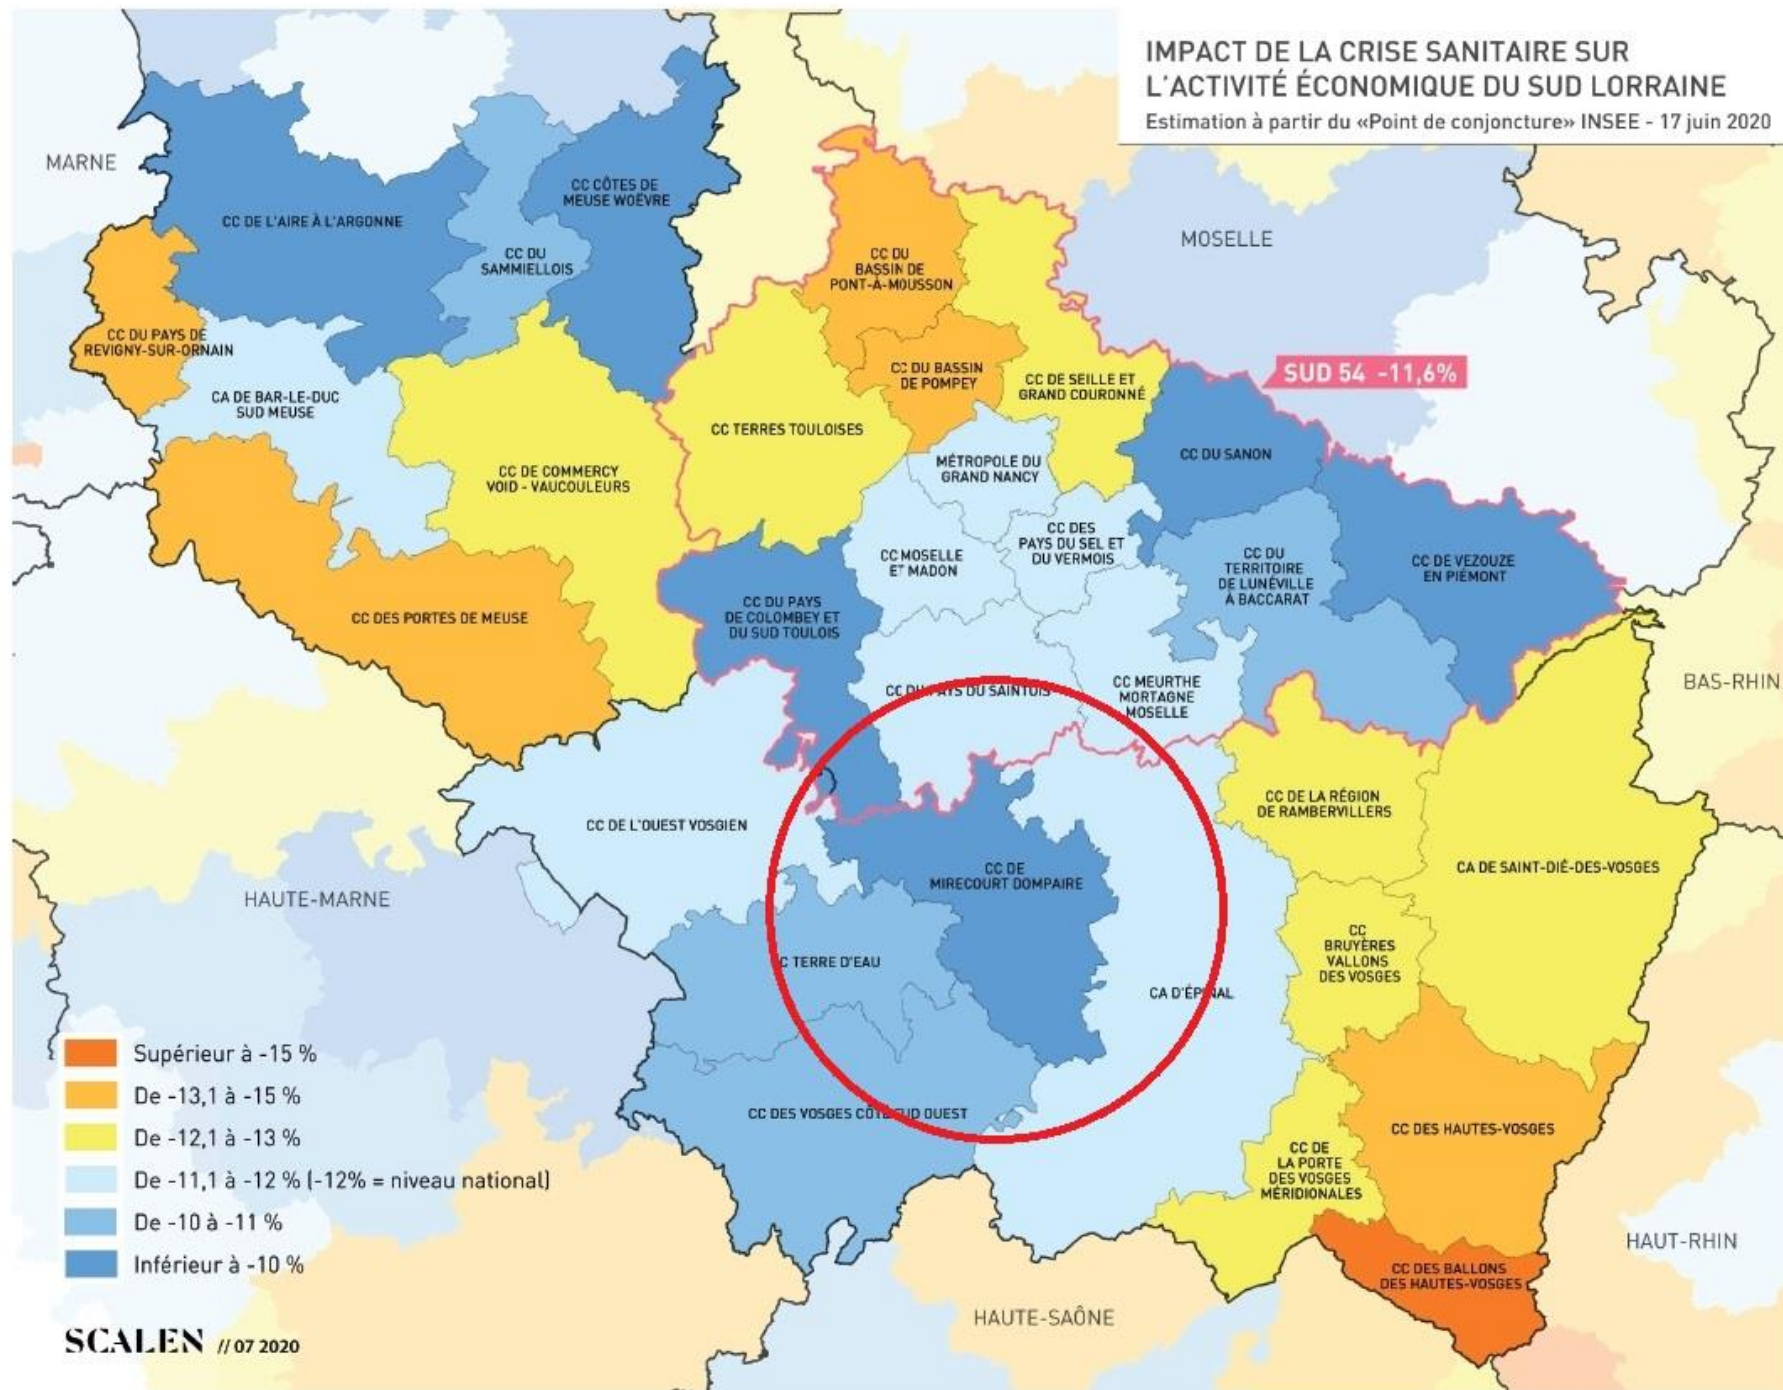 IMPACT DE LA CRISE SANITAIRE SUR
L'ACTIVITÉ ÉCONOMIQUE DU SUD LORRAINE
Estimation à partir du «Point de conjoncture» INSEE - 17 juin 2020
MARNE
CC DE L'AIRE À L'ARGONNE
CC DU
SAMMIELLOIS
CC CÔTES DE
MEUSE WOËVRE
MOSELLE
CC DU
BASSIN DE
PONT-À-MOUSSON
CC DU PAYS DE
REVIGNY-SUR-ORNAIN
CA DE BAR-LE-DUC
SUD MEUSE
CC DU BASSIN
DE POMPEY
CC DE SEILLE ET
GRAND COURONNÉ
SUD 54 -11,6%
CC TERRES TOULOISES
CC DE COMMERCY
VOID - VAUCOULEURS
MÉTROPOLE DU
GRAND NANCY
CC DU SANON
CC MOSELLE
ET MADON
CC DES
PAYS DU SEL ET
DU VERMOIS
CC DU
TERRITOIRE
DE LUNÉVILLE
À BACCARAT
CC DE VEZOUZE
EN PIÉMONT
CC DES PORTES DE MEUSE
CC DU PAYS
DE COLOMBEY ET
DU SUD TOULOIS
CC DU PAYS DU SAINTOIS
CC MEURTHE
MORTAGNE
MOSELLE
BAS-RHIN
CC DE L'OUEST VOSGIEN
CC DE LA RÉGION
DE RAMBERVILLERS
CC DE
MIRECOURT DOMPAIRE
CA DE SAINT-DIÉ-DES-VOSGES
HAUTE-MARNE
CC
BRUYÈRES
VALLONS
DES VOSGES
C TERRE D'EAU
CA D'ÉPINAL
CC DES VOSGES CÔTÉ SUD OUEST
CC DES HAUTES-VOSGES
CC DE
LA PORTE
DES VOSGES
MÉRIDIONALES
CC DES BALLONS
DES HAUTES-VOSGES
HAUT-RHIN
HAUTE-SAÔNE
Supérieur à -15 %
De -13,1 à -15 %
De -12,1 à -13 %
De -11,1 à -12 % (-12% = niveau national)
De -10 à -11 %
Inférieur à -10 %
SCALEN // 07 2020